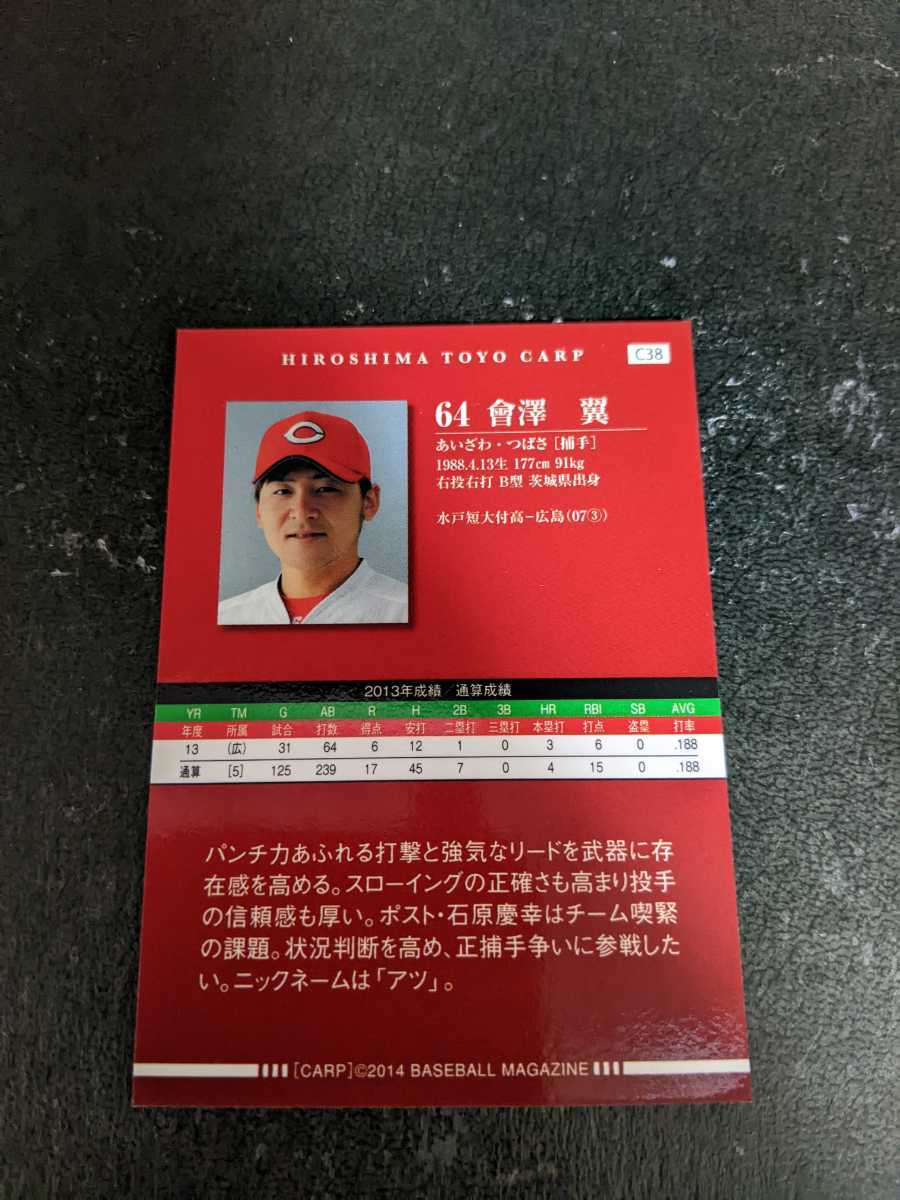 HIROSHIMA TOYO CARP C38
64 會澤 翼
あいざわ・つばさ [捕手]
1988.4.13生 177cm 91kg
右投右打 B型 茨城県出身
水戸短大付高−広島(07③)
2013年成績／通算成績
YR TM G AB R H 2B 3B HR RBI SB AVG
年度 所属 試合 打数 得点 安打 二塁打 三塁打 本塁打 打点 盗塁 打率
13 (広) 31 64 6 12 1 0 3 6 0 .188
通算 [5] 125 239 17 45 7 0 4 15 0 .188
パンチ力あふれる打撃と強気なリードを武器に存
在感を高める。スローイングの正確さも高まり投手
の信頼感も厚い。ポスト・石原慶幸はチーム喫緊
の課題。状況判断を高め、正捕手争いに参戦した
い。ニックネームは「アツ」。
[CARP]©2014 BASEBALL MAGAZINE